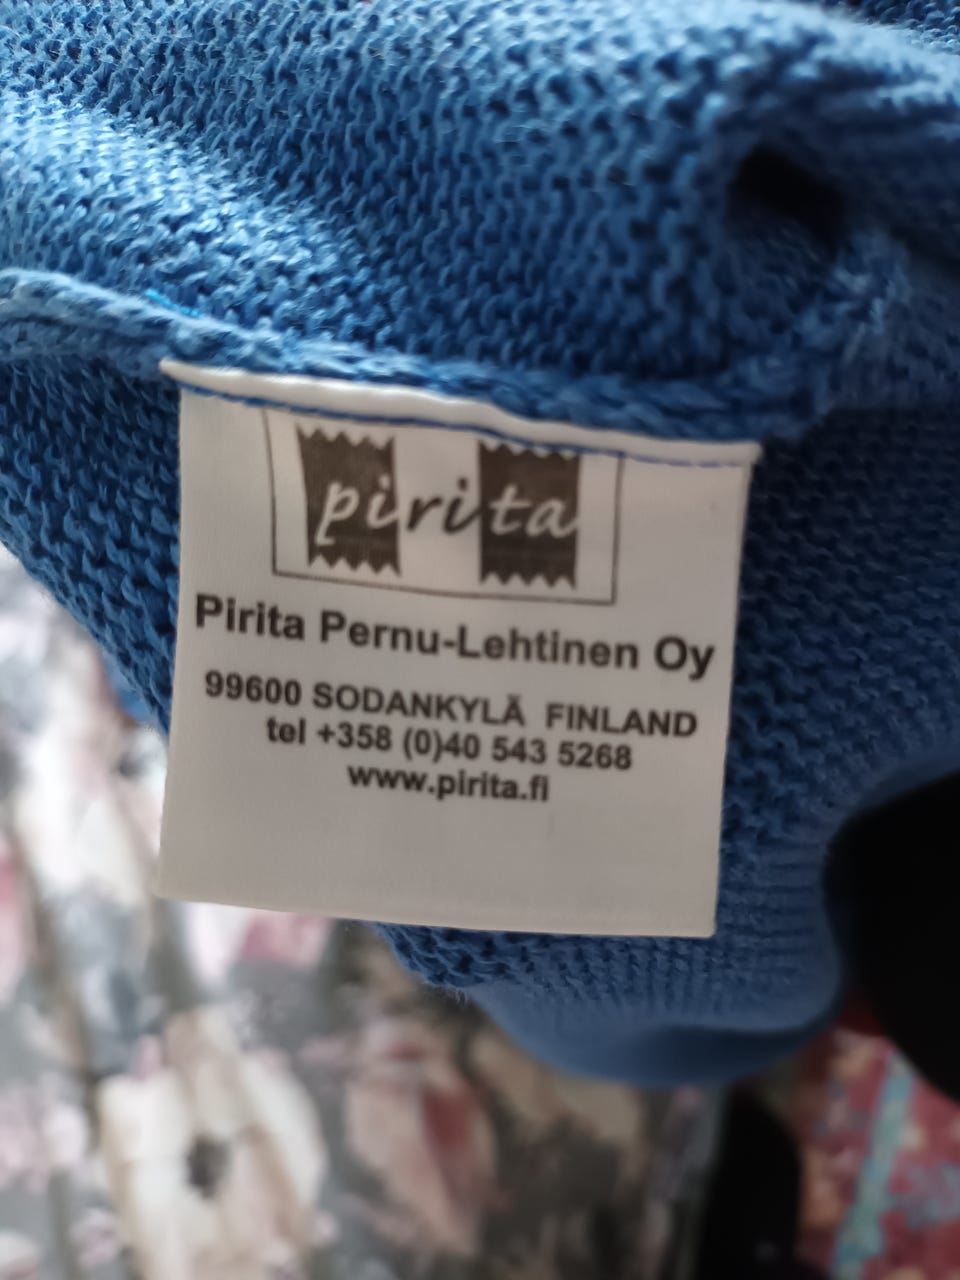 pirita
Pirita Pernu-Lehtinen Oy
99600 SODANKYLÄ FINLAND
tel +358 (0)40 543 5268
www.pirita.fi